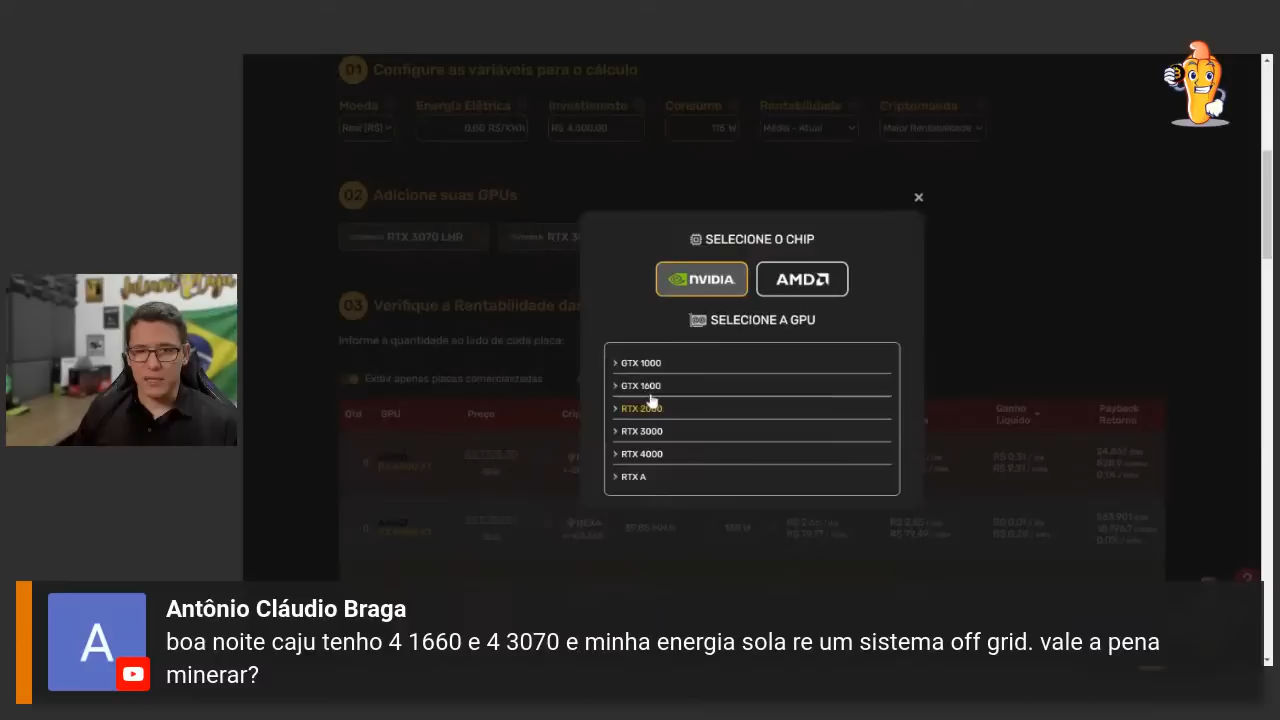 01 Configure as variáveis para o cálculo
Moeda Energia Elétrica Investimento Consumo Rentabilidade Criptomoeda
Real (R$) 0,00 R$/KWh R$ 4.300,00 115 W Média - Atual Maior Rentabilidade
02 Adicione suas GPUs
RTX 3070 LHR RTX 3
03 Verifique a Rentabilidade das
Informe a quantidade ao lado de cada placa:
Exibir apenas placas comercializadas
Qtd GPU Preço Ganho Líquido Payback Retorno
SELECIONE O CHIP
NVIDIA. AMD
SELECIONE A GPU
GTX 1000
GTX 1600
RTX 2000
RTX 3000
RTX 4000
RTX A
A
Antônio Cláudio Braga
boa noite caju tenho 4 1660 e 4 3070 e minha energia sola re um sistema off grid. vale a pena
minerar?